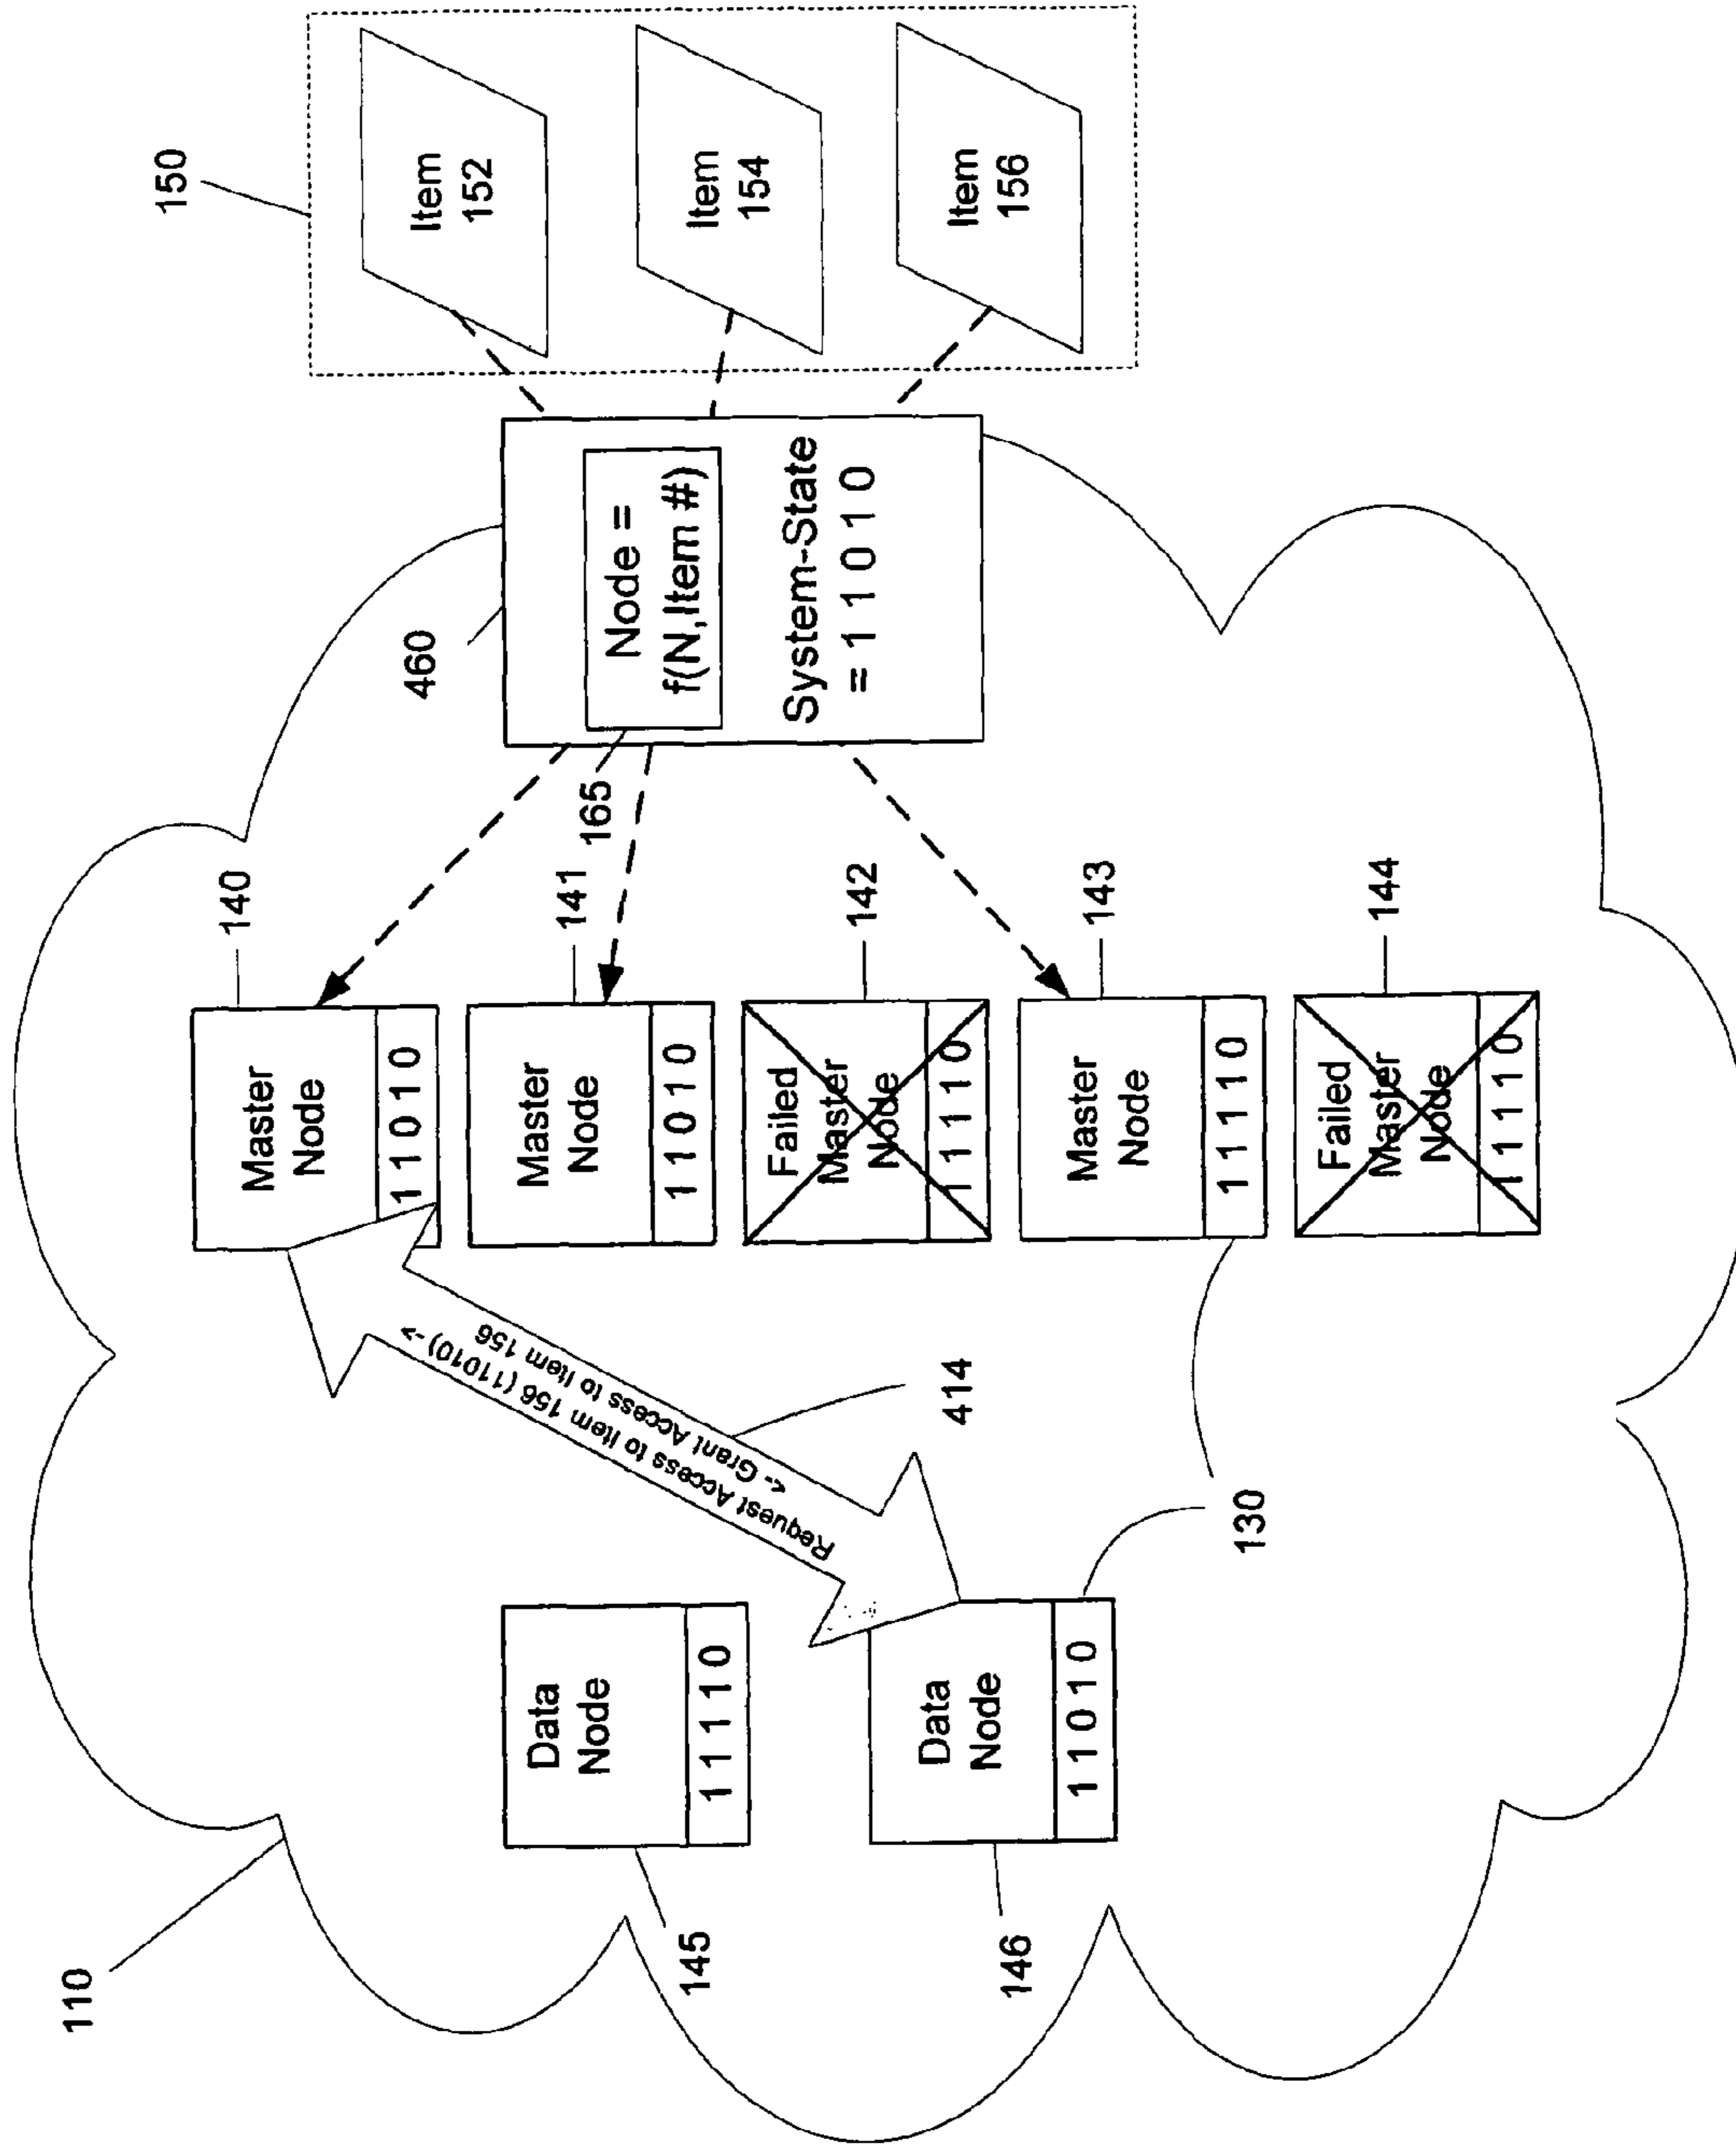 110
145
Data
Node
1 1 1 1 0
146
Data
Node
1 1 0 1 0
130
Request Access to Item 156 (11010) ->
<- Grant Access to Item 156
414
140
Master
Node
1 1 0 1 0
141
Master
Node
1 1 0 1 0
142
Failed
Master
Node
1 1 1 1 0
143
Master
Node
1 1 1 1 0
144
Failed
Master
Node
1 1 1 1 0
460
165
Node =
f(N,Item #)
System-State
= 1 1 0 1 0
150
Item
152
Item
154
Item
156